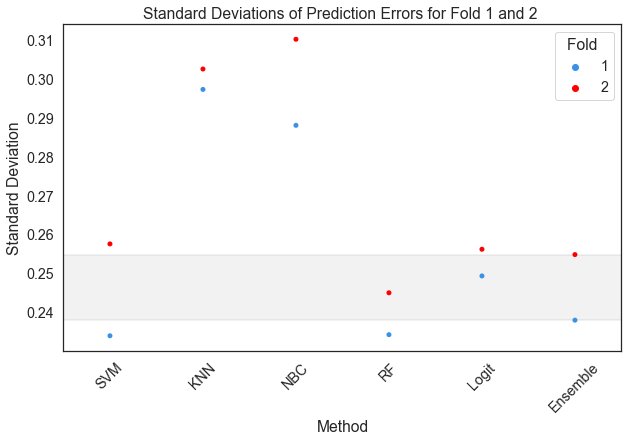 Standard Deviations of Prediction Errors for Fold 1 and 2
Fold
1
2
Standard Deviation
0.31
0.30
0.29
0.28
0.27
0.26
0.25
0.24
SVM
KNN
NBC
RF
Logit
Ensemble
Method